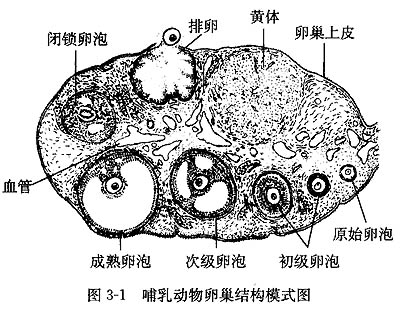 排卵
黄体
闭锁卵泡
卵巢上皮
血管
原始卵泡
成熟卵泡
次级卵泡
初级卵泡
图 3-1 哺乳动物卵巢结构模式图